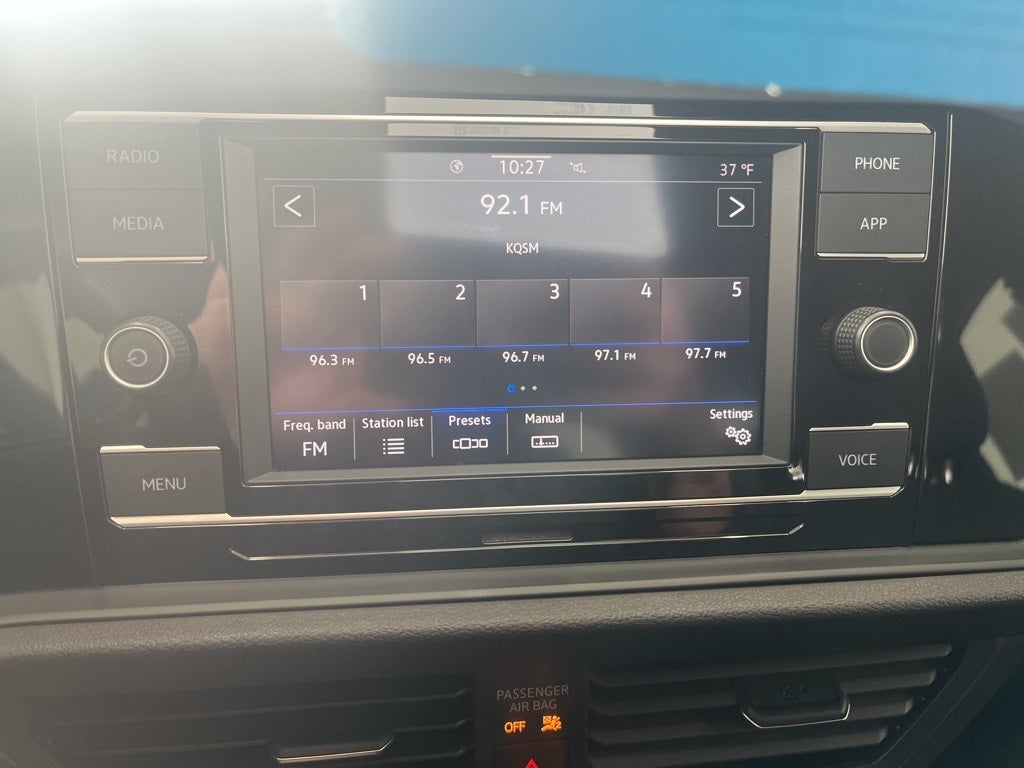 RADIO
MEDIA
MENU
10:27
37 °F
92.1 FM
KQSM
1
2
3
4
5
96.3 FM
96.5 FM
96.7 FM
97.1 FM
97.7 FM
Freq. band
FM
Station list
Presets
Manual
Settings
PHONE
APP
VOICE
PASSENGER
AIR BAG
OFF